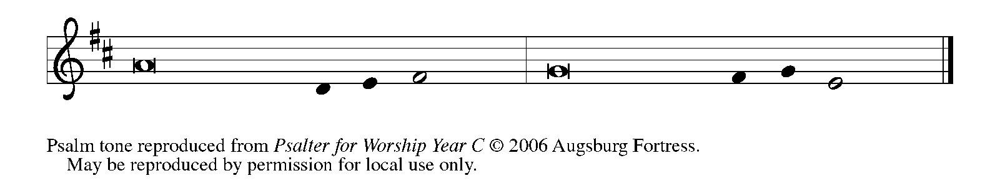 Psalm tone reproduced from Psalter for Worship Year C © 2006 Augsburg Fortress.
May be reproduced by permission for local use only.